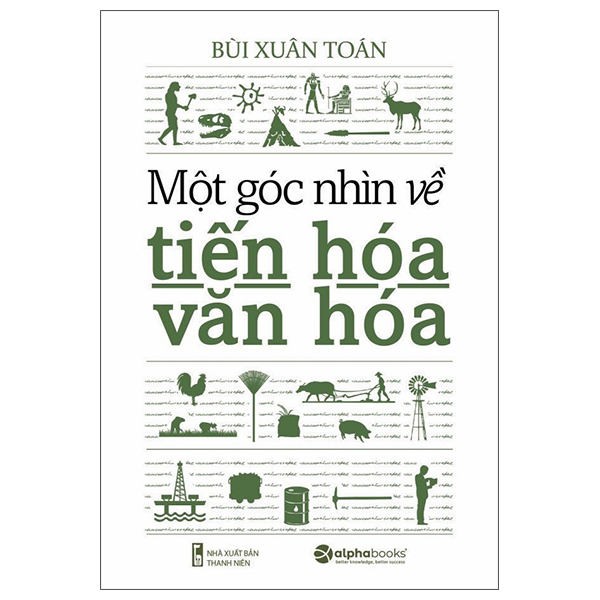 BÙI XUÂN TOÁN
Một góc nhìn về
tiến hóa
văn hóa
NHÀ XUẤT BẢN
THANH NIÊN
alphabooks
better knowledge, better success